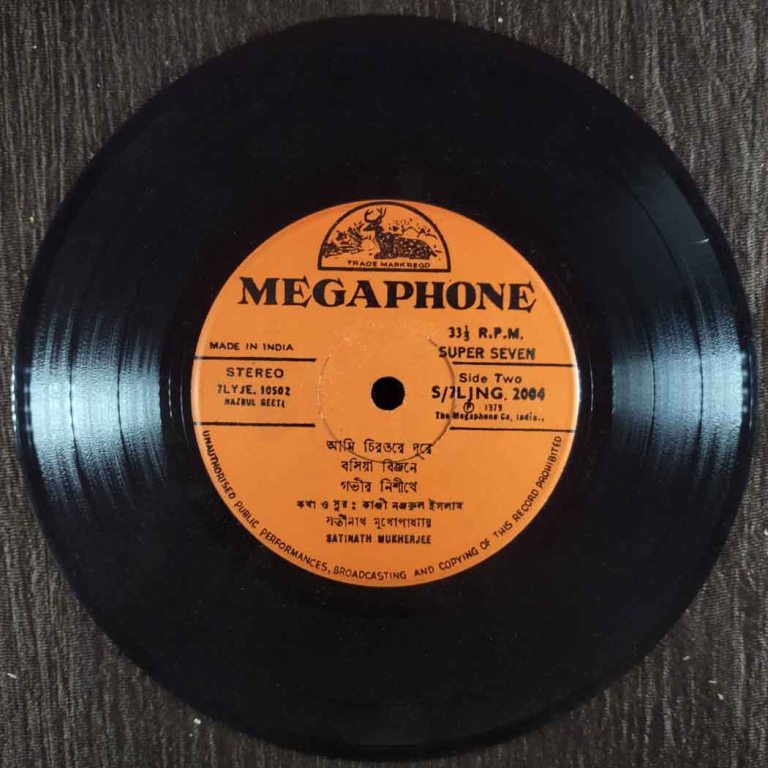 TRADE MARK REGD
MEGAPHONE
33⅓ R.P.M.
SUPER SEVEN
MADE IN INDIA
STEREO
7LYJE. 10502
NAZRUL GEETI
Side Two
S/7LJNG. 2004
Ⓟ 1979
The Megaphone Co, India.,
আমি চিরতরে দূরে
বসিয়া বিজনে
গভীর নিশীথে
কথা ও সুর : কাজী নজরুল ইসলাম
সতীনাথ মুখোপাধ্যায়
SATINATH MUKHERJEE
UNAUTHORISED PUBLIC PERFORMANCES, BROADCASTING AND COPYING OF THIS RECORD PROHIBITED